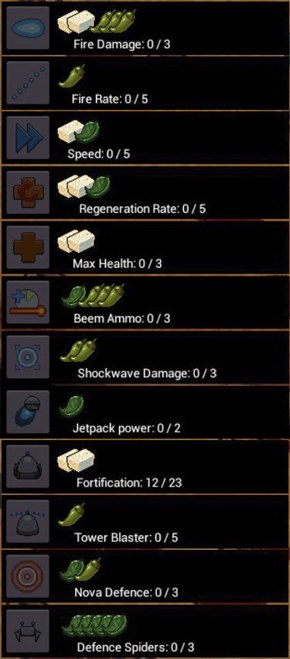 Fire Damage: 0 / 3
Fire Rate: 0 / 5
Speed: 0 / 5
Regeneration Rate: 0 / 5
Max Health: 0 / 3
Beem Ammo: 0 / 3
Shockwave Damage: 0 / 3
Jetpack power: 0 / 2
Fortification: 12 / 23
Tower Blaster: 0 / 5
Nova Defence: 0 / 3
Defence Spiders: 0 / 3